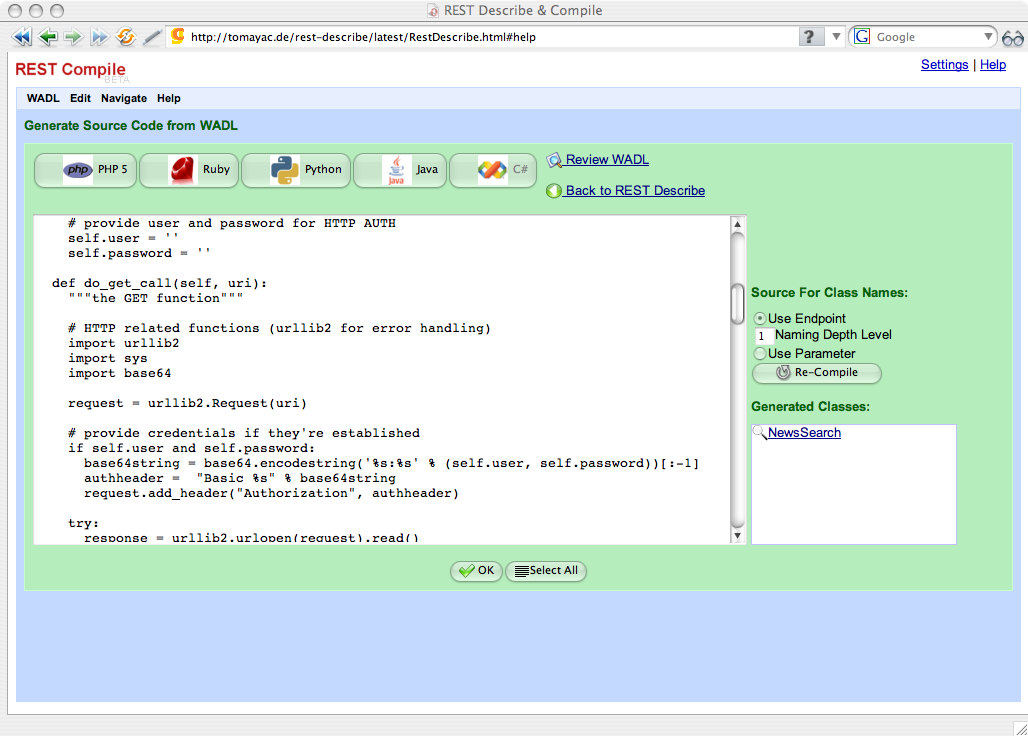 REST Describe & Compile
http://tomayac.de/rest-describe/latest/RestDescribe.html#help
?
G Google
REST Compile
BETA
Settings | Help
WADL Edit Navigate Help
Generate Source Code from WADL
php PHP 5
Ruby
Python
Java Java
C#
Review WADL
Back to REST Describe
# provide user and password for HTTP AUTH
self.user = ''
self.password = ''
def do_get_call(self, uri):
"""the GET function"""
# HTTP related functions (urllib2 for error handling)
import urllib2
import sys
import base64
request = urllib2.Request(uri)
# provide credentials if they're established
if self.user and self.password:
base64string = base64.encodestring('%s:%s' % (self.user, self.password))[:-1]
authheader =  "Basic %s" % base64string
request.add_header("Authorization", authheader)
try:
response = urllib2.urlopen(request).read()
Source For Class Names:
Use Endpoint
1 Naming Depth Level
Use Parameter
Re-Compile
Generated Classes:
NewsSearch
OK
Select All